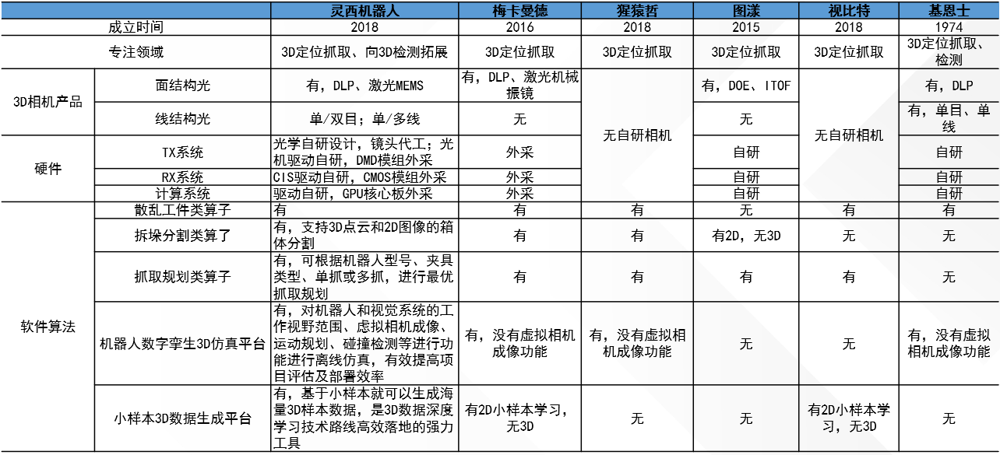 灵西机器人 梅卡曼德 猩猿哲 图漾 视比特 基恩士
成立时间 2018 2016 2018 2015 2018 1974
专注领域 3D定位抓取、向3D检测拓展 3D定位抓取 3D定位抓取 3D定位抓取 3D定位抓取 3D定位抓取、
检测
3D相机产品
面结构光 有，DLP、激光MEMS 有，DLP、激光机械
振镜
有，DOE、ITOF 有，DLP
线结构光 单/双目；单/多线 无 无 有，单目、单
线
无自研相机 无自研相机
硬件
TX系统 光学自研设计，镜头代工；光
机驱动自研，DMD模组外采
外采 自研 自研
RX系统 CIS驱动自研，CMOS模组外采 外采 自研 自研
计算系统 驱动自研，GPU核心板外采 外采 自研 自研
软件算法
散乱工件类算子 有 有 有 无 有 有
拆垛分割类算了 有，支持3D点云和2D图像的箱
体分割
有 有 有2D，无3D 无 无
抓取规划类算子 有，可根据机器人型号、夹具
类型、单抓或多抓，进行最优
抓取规划
有 有 有 有 无
机器人数字孪生3D仿真平台 有，对机器人和视觉系统的工
作视野范围、虚拟相机成像、
运动规划、碰撞检测等进行功
能进行离线仿真，有效提高项
目评估及部署效率
有，没有虚拟相机
成像功能
有，没有虚拟相
机成像功能
无 无 有，没有虚拟
相机成像功能
小样本3D数据生成平台 有，基于小样本就可以生成海
量3D样本数据，是3D数据深度
学习技术路线高效落地的强力
工具
有2D小样本学习，
无3D
无 无 有2D小样本学
习，无3D
无